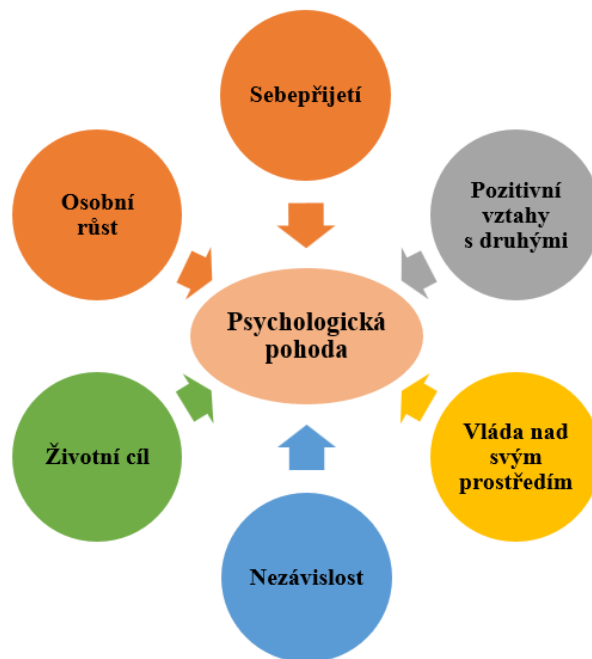 Sebepřijetí
Osobní
růst
Pozitivní
vztahy
s druhými
Psychologická
pohoda
Životní cíl
Vláda nad
svým
prostředím
Nezávislost